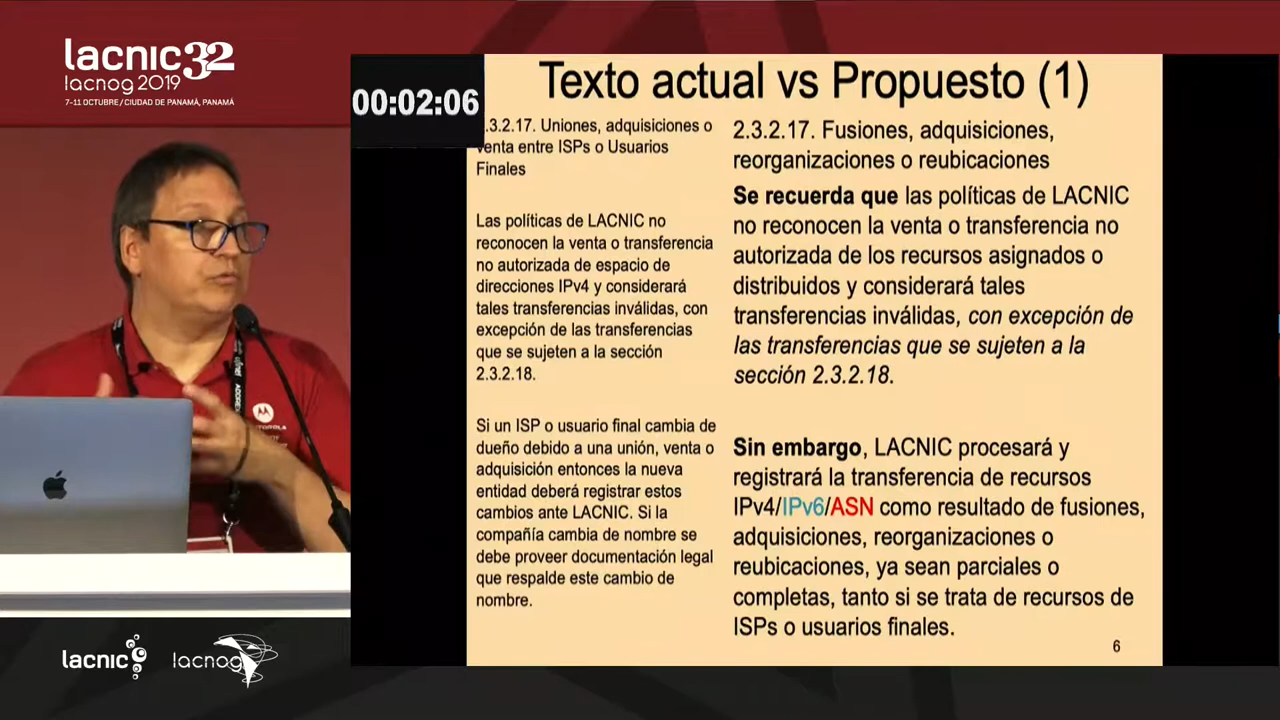 lacnic32
lacnog 2019
7-11 OCTUBRE / CIUDAD DE PANAMÁ, PANAMÁ
00:02:06
Texto actual vs Propuesto (1)
.3.2.17. Uniones, adquisiciones o
venta entre ISPs o Usuarios
Finales
Las políticas de LACNIC no
reconocen la venta o transferencia
no autorizada de espacio de
direcciones IPv4 y considerará
tales transferencias inválidas, con
excepción de las transferencias
que se sujeten a la sección
2.3.2.18.
Si un ISP o usuario final cambia de
dueño debido a una unión, venta o
adquisición entonces la nueva
entidad deberá registrar estos
cambios ante LACNIC. Si la
compañía cambia de nombre se
debe proveer documentación legal
que respalde este cambio de
nombre.
2.3.2.17. Fusiones, adquisiciones,
reorganizaciones o reubicaciones
Se recuerda que las políticas de LACNIC
no reconocen la venta o transferencia no
autorizada de los recursos asignados o
distribuidos y considerará tales
transferencias inválidas, con excepción de
las transferencias que se sujeten a la
sección 2.3.2.18.
Sin embargo, LACNIC procesará y
registrará la transferencia de recursos
IPv4/IPv6/ASN como resultado de fusiones,
adquisiciones, reorganizaciones o
reubicaciones, ya sean parciales o
completas, tanto si se trata de recursos de
ISPs o usuarios finales.
6
lacnic
lacnog